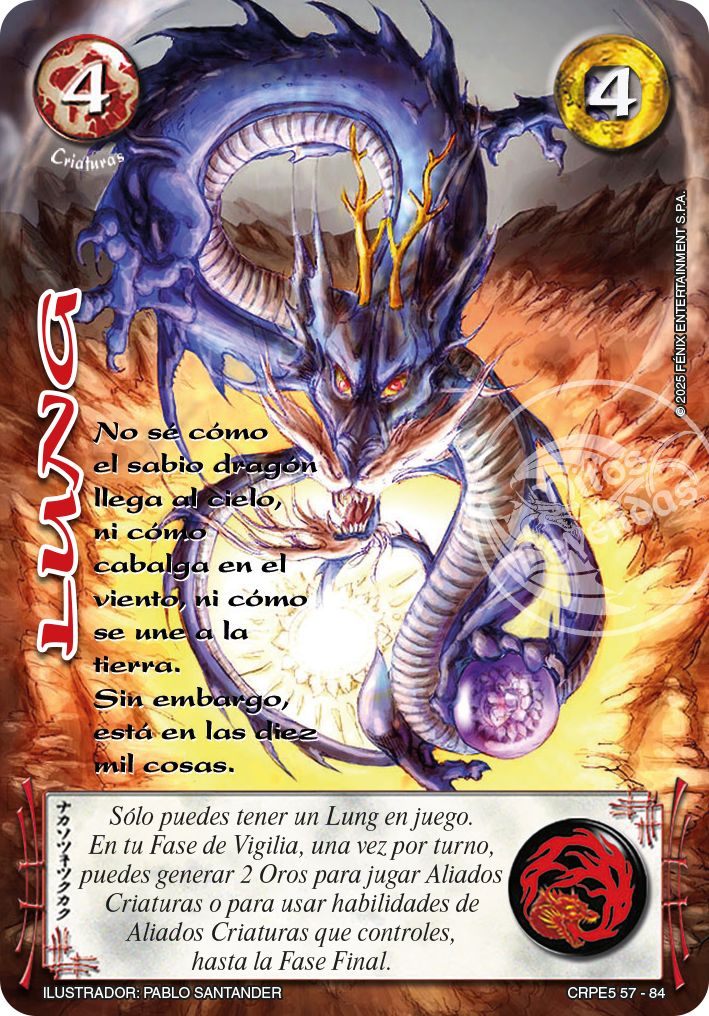 4
4
Criaturas
© 2025 FÉNIX ENTERTAINMENT S.P.A.
LUNG
No sé cómo
el sabio dragón
llega al cielo,
ni cómo
cabalga en el
viento, ni cómo
se une a la
tierra.
Sin embargo,
está en las diez
mil cosas.
Mitos
y
Leyendas
ナカソツネツクカク
Sólo puedes tener un Lung en juego.
En tu Fase de Vigilia, una vez por turno,
puedes generar 2 Oros para jugar Aliados
Criaturas o para usar habilidades de
Aliados Criaturas que controles,
hasta la Fase Final.
ILUSTRADOR: PABLO SANTANDER
CRPE5 57 - 84